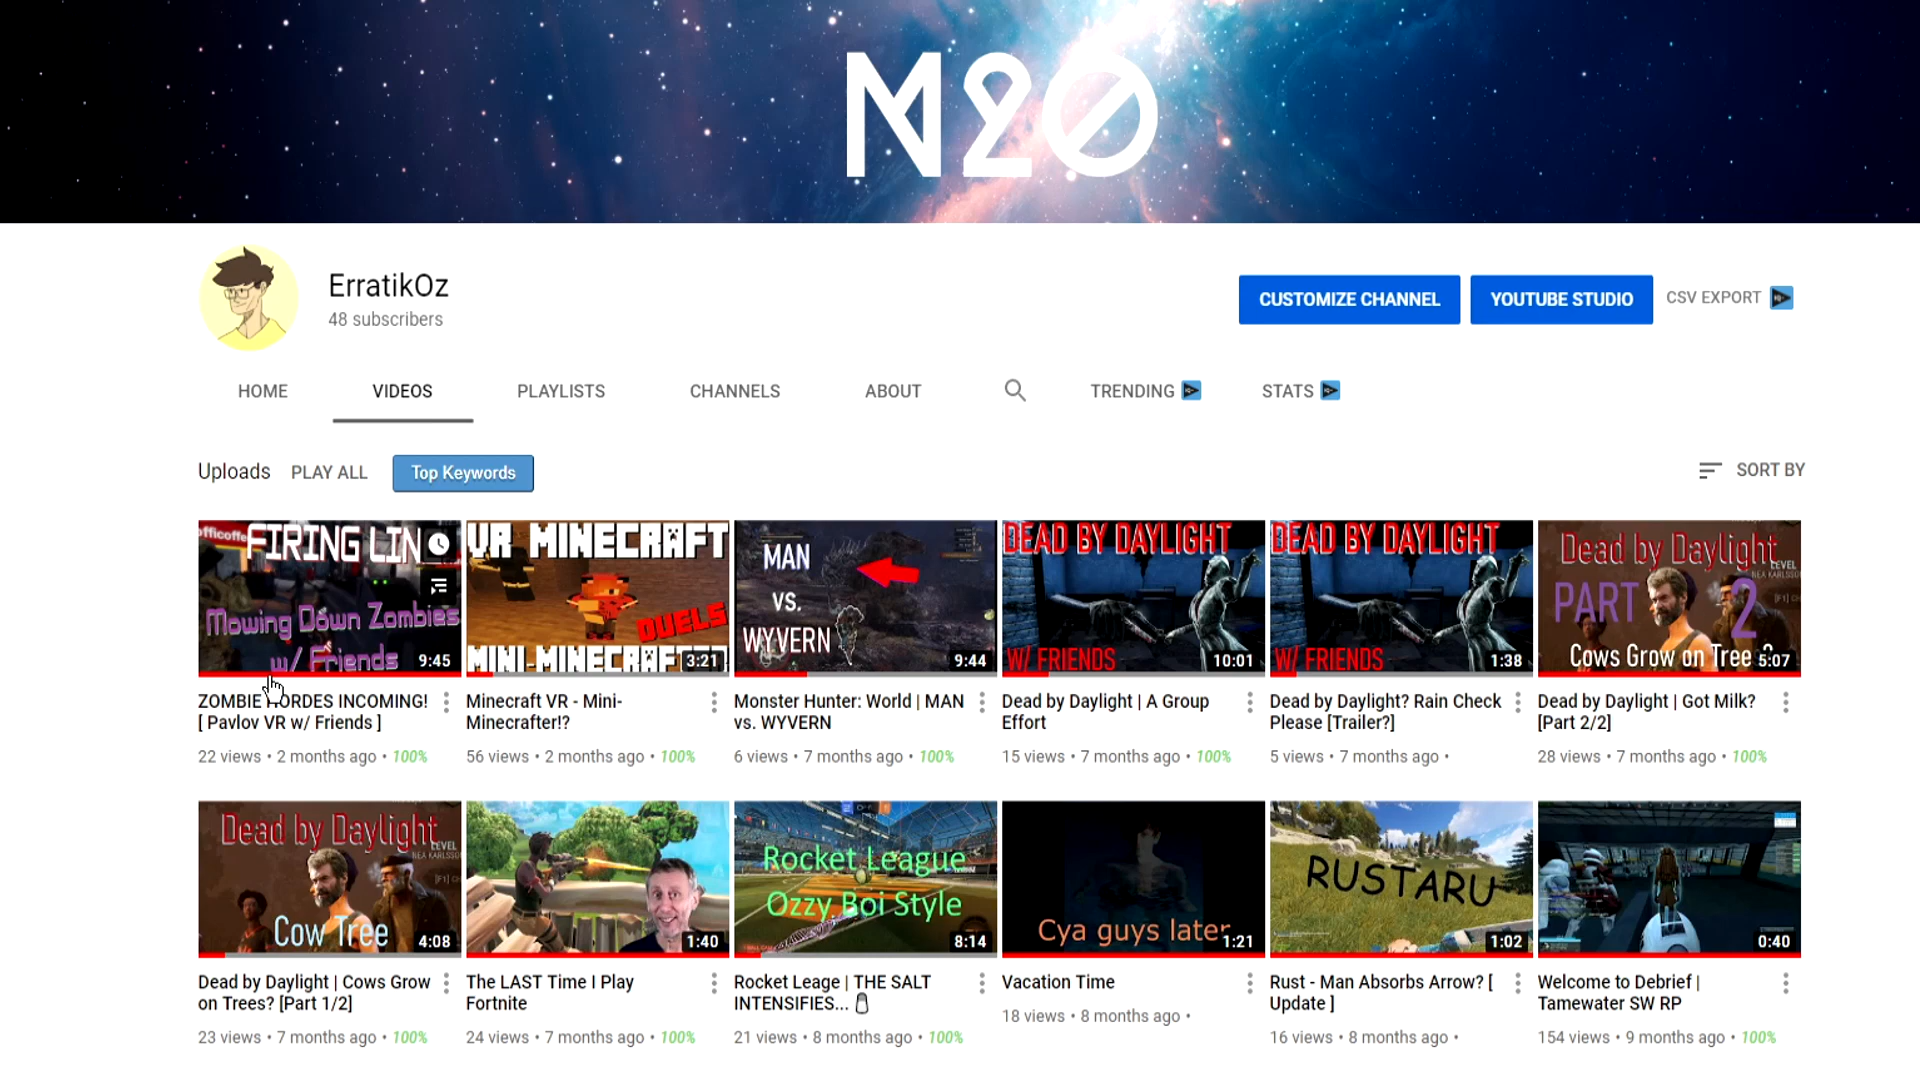 M20
ErratikOz
48 subscribers
CUSTOMIZE CHANNEL
YOUTUBE STUDIO
CSV EXPORT
HOME
VIDEOS
PLAYLISTS
CHANNELS
ABOUT
TRENDING
STATS
Uploads
PLAY ALL
Top Keywords
SORT BY
FIRING LIN
Mowing Down Zombies
w/ Friends
9:45
VR MINECRAFT
DUELS
MINI-MINECRAF
3:21
MAN
VS.
WYVERN
9:44
DEAD BY DAYLIGHT
W/ FRIENDS
10:01
DEAD BY DAYLIGHT
W/ FRIENDS
1:38
Dead by Daylight
LEVEL
PART 2
Cows Grow on Tree
5:07
ZOMBIE HORDES INCOMING!
[ Pavlov VR w/ Friends ]
22 views • 2 months ago • 100%
Minecraft VR - Mini-
Minecrafter!?
56 views • 2 months ago • 100%
Monster Hunter: World | MAN
vs. WYVERN
6 views • 7 months ago • 100%
Dead by Daylight | A Group
Effort
15 views • 7 months ago • 100%
Dead by Daylight? Rain Check
Please [Trailer?]
5 views • 7 months ago •
Dead by Daylight | Got Milk?
[Part 2/2]
28 views • 7 months ago • 100%
Dead by Daylight
LEVEL
Cow Tree
4:08
1:40
Rocket League
Ozzy Boi Style
8:14
Cya guys later
1:21
RUSTARU
1:02
0:40
Dead by Daylight | Cows Grow
on Trees? [Part 1/2]
23 views • 7 months ago • 100%
The LAST Time I Play
Fortnite
24 views • 7 months ago • 100%
Rocket Leage | THE SALT
INTENSIFIES...
21 views • 8 months ago • 100%
Vacation Time
18 views • 8 months ago •
Rust - Man Absorbs Arrow? [
Update ]
16 views • 8 months ago •
Welcome to Debrief |
Tamewater SW RP
154 views • 9 months ago • 100%